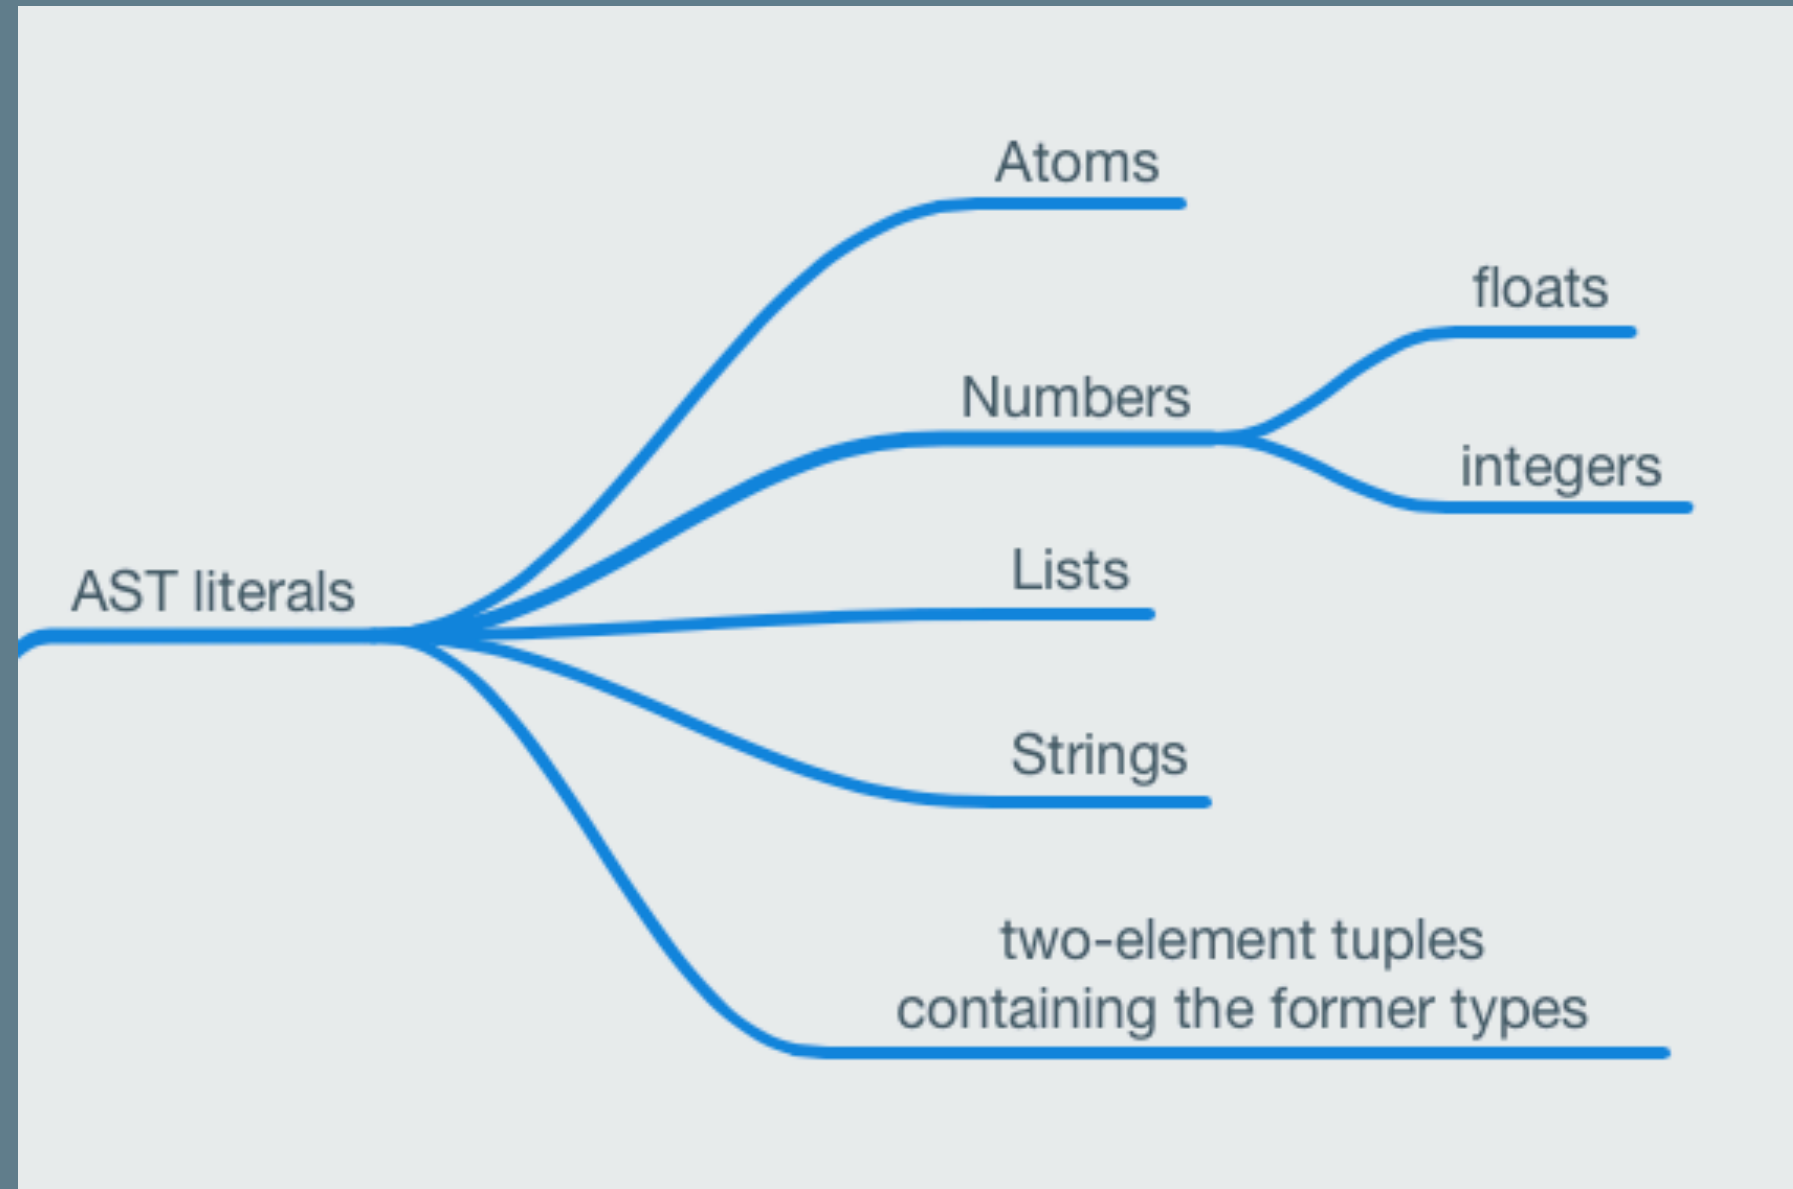 AST literals
Atoms
Numbers
floats
integers
Lists
Strings
two-element tuples
containing the former types